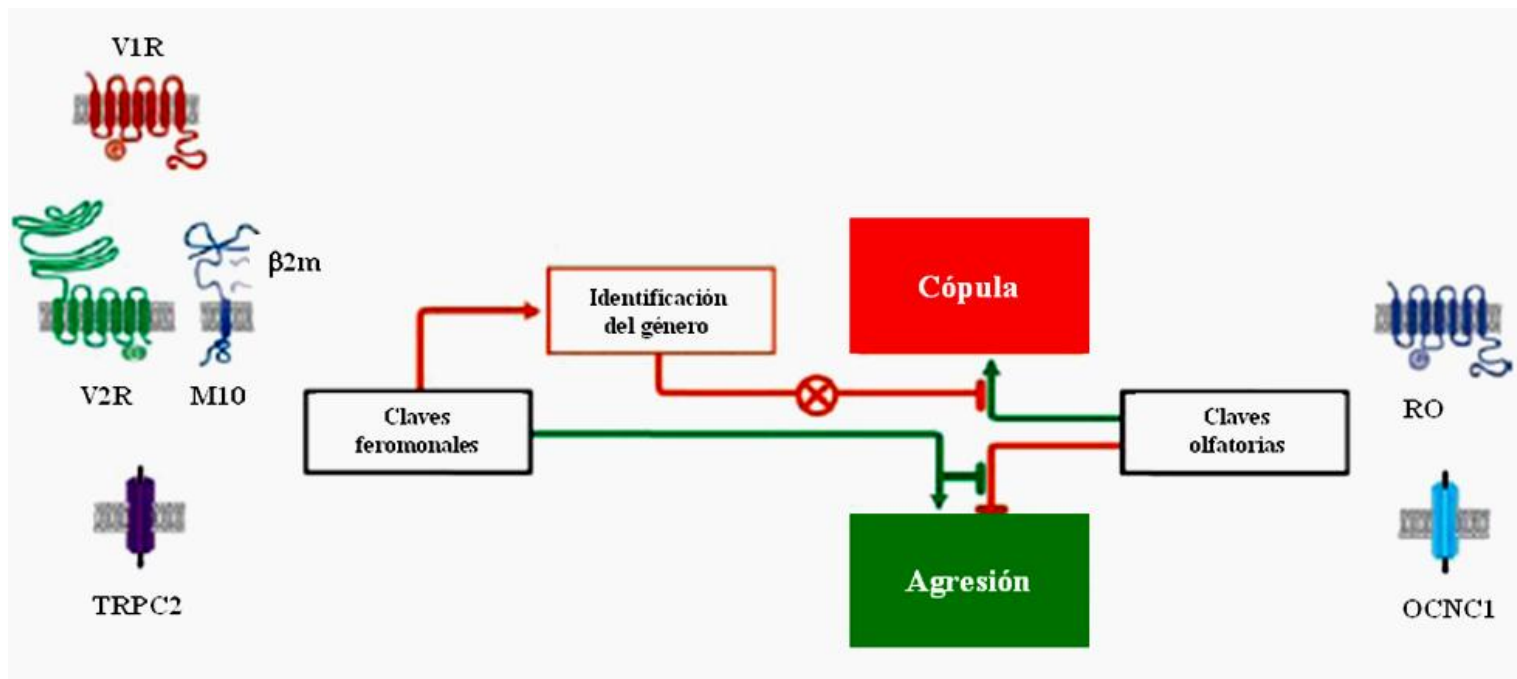 V1R
β2m
V2R
M10
TRPC2
Identificación
del género
Claves
feromonales
Cópula
Agresión
Claves
olfatorias
RO
OCNC1